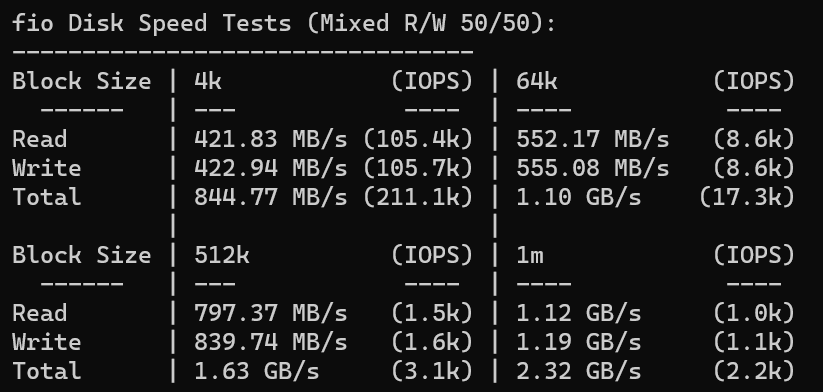 fio Disk Speed Tests (Mixed R/W 50/50):
---------------------------------
Block Size | 4k            (IOPS) | 64k           (IOPS)
  ------   | ---            ----  | ----           ----
Read       | 421.83 MB/s (105.4k) | 552.17 MB/s   (8.6k)
Write      | 422.94 MB/s (105.7k) | 555.08 MB/s   (8.6k)
Total      | 844.77 MB/s (211.1k) | 1.10 GB/s    (17.3k)
           |                      |
Block Size | 512k          (IOPS) | 1m            (IOPS)
  ------   | ---            ----  | ----           ----
Read       | 797.37 MB/s   (1.5k) | 1.12 GB/s     (1.0k)
Write      | 839.74 MB/s   (1.6k) | 1.19 GB/s     (1.1k)
Total      | 1.63 GB/s     (3.1k) | 2.32 GB/s     (2.2k)